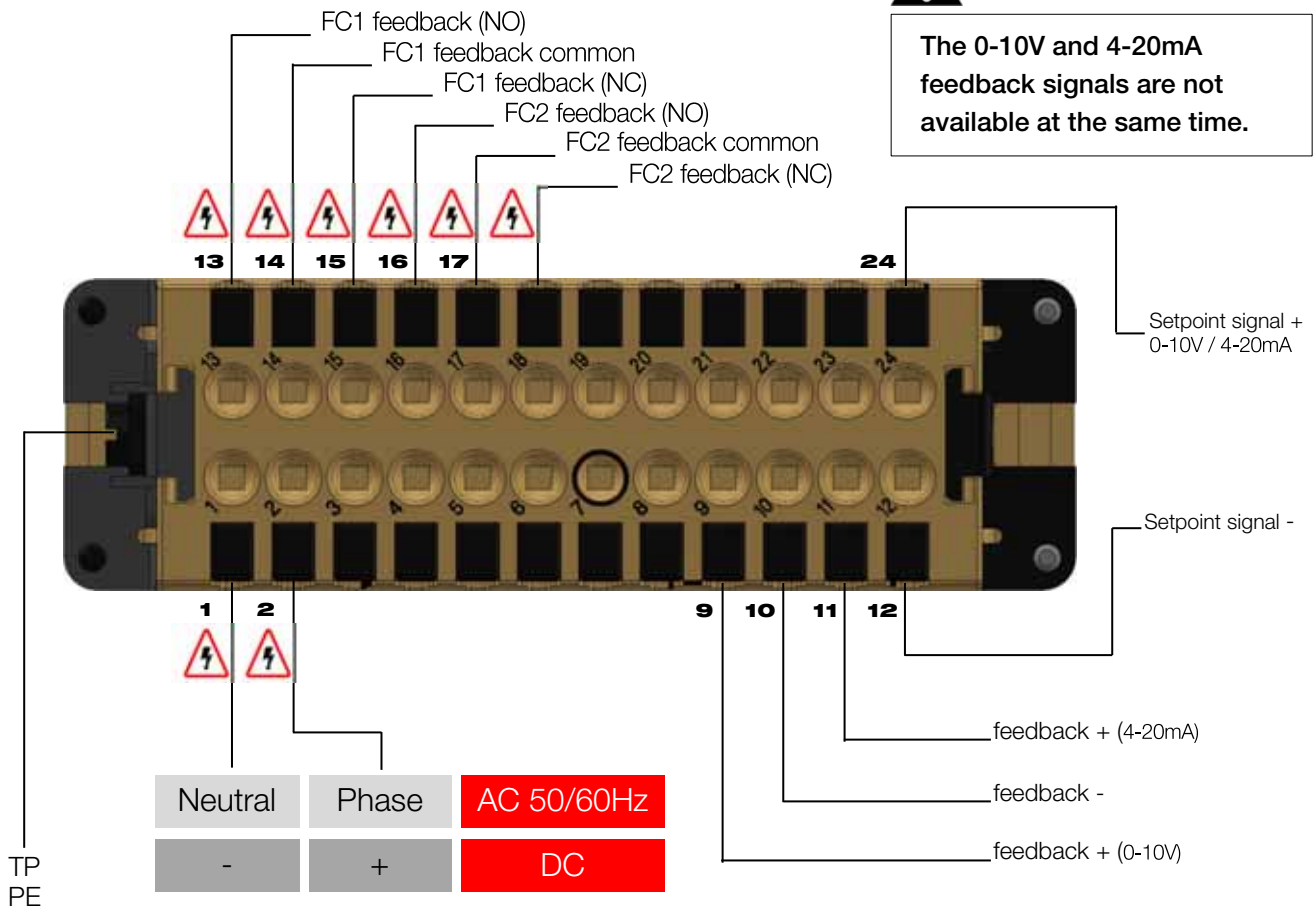 FC1 feedback (NO)
FC1 feedback common
FC1 feedback (NC)
FC2 feedback (NO)
FC2 feedback common
FC2 feedback (NC)
The 0-10V and 4-20mA
feedback signals are not
available at the same time.
13 14 15 16 17 24
Setpoint signal +
0-10V / 4-20mA
13 14 15 16 17 18 19 20 21 22 23 24
1 2 3 4 5 6 7 8 9 10 11 12
Setpoint signal -
1 2 9 10 11 12
feedback + (4-20mA)
feedback -
feedback + (0-10V)
Neutral Phase AC 50/60Hz
- + DC
TP
PE